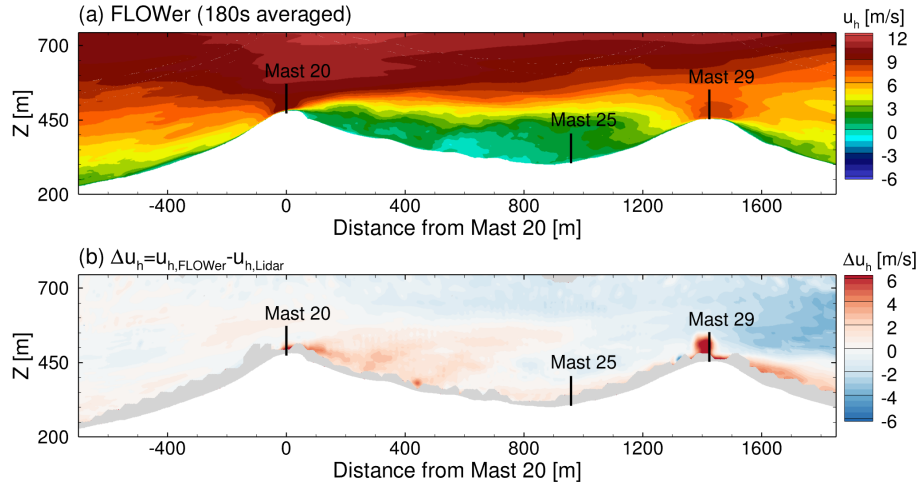 (a) FLOWer (180s averaged)
u_h [m/s]
700
450
200
Z [m]
Mast 20
Mast 25
Mast 29
12
9
6
3
0
-3
-6
-400
0
400
800
1200
1600
Distance from Mast 20 [m]
(b) Δu_h=u_h,FLOWer-u_h,Lidar
Δu_h [m/s]
700
450
200
Z [m]
Mast 20
Mast 25
Mast 29
6
4
2
0
-2
-4
-6
-400
0
400
800
1200
1600
Distance from Mast 20 [m]